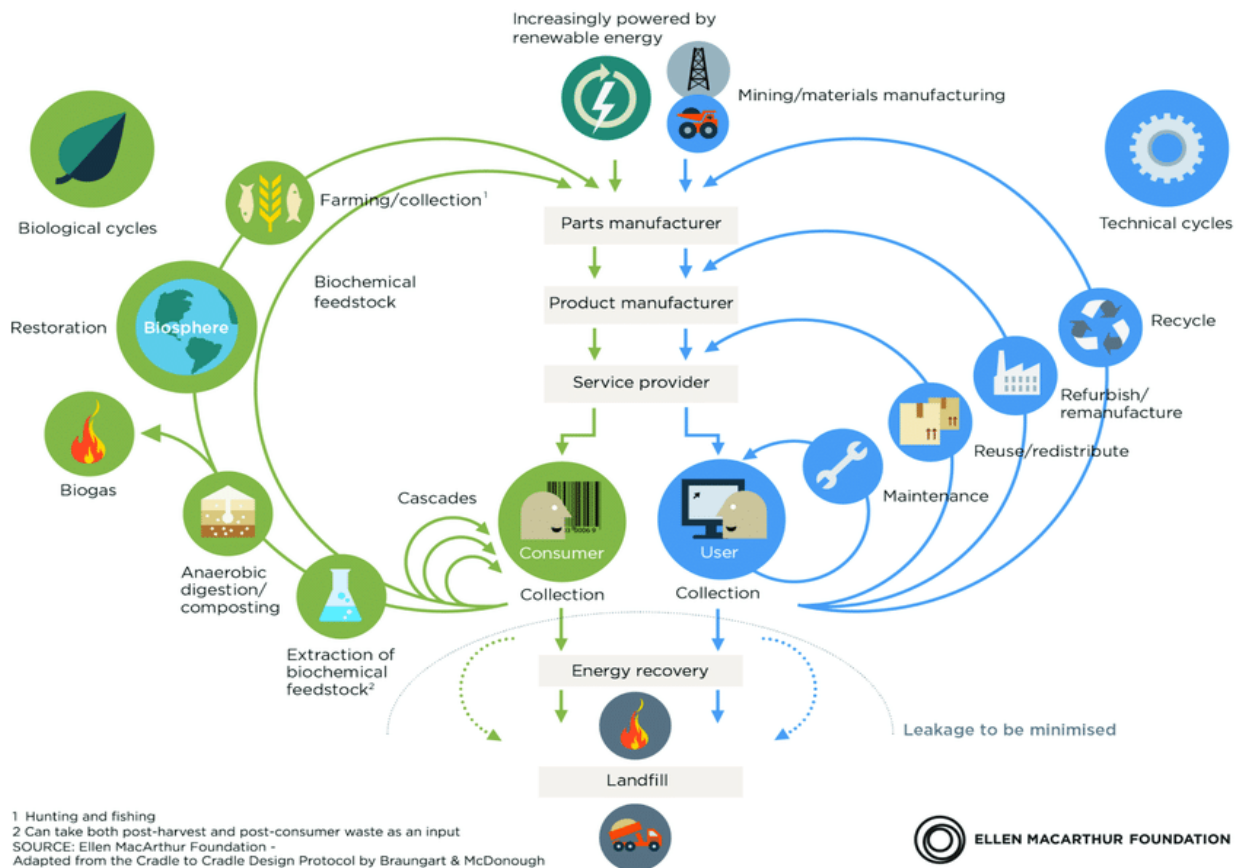 Increasingly powered by
renewable energy
Mining/materials manufacturing
Biological cycles
Technical cycles
Farming/collection¹
Parts manufacturer
Biochemical
feedstock
Product manufacturer
Restoration
Biosphere
Recycle
Service provider
Refurbish/
remanufacture
Reuse/redistribute
Biogas
Cascades
Maintenance
Consumer
User
Anaerobic
digestion/
composting
Collection
Collection
Extraction of
biochemical
feedstock²
Energy recovery
Leakage to be minimised
Landfill
1 Hunting and fishing
2 Can take both post-harvest and post-consumer waste as an input
SOURCE: Ellen MacArthur Foundation -
Adapted from the Cradle to Cradle Design Protocol by Braungart & McDonough
ELLEN MACARTHUR FOUNDATION